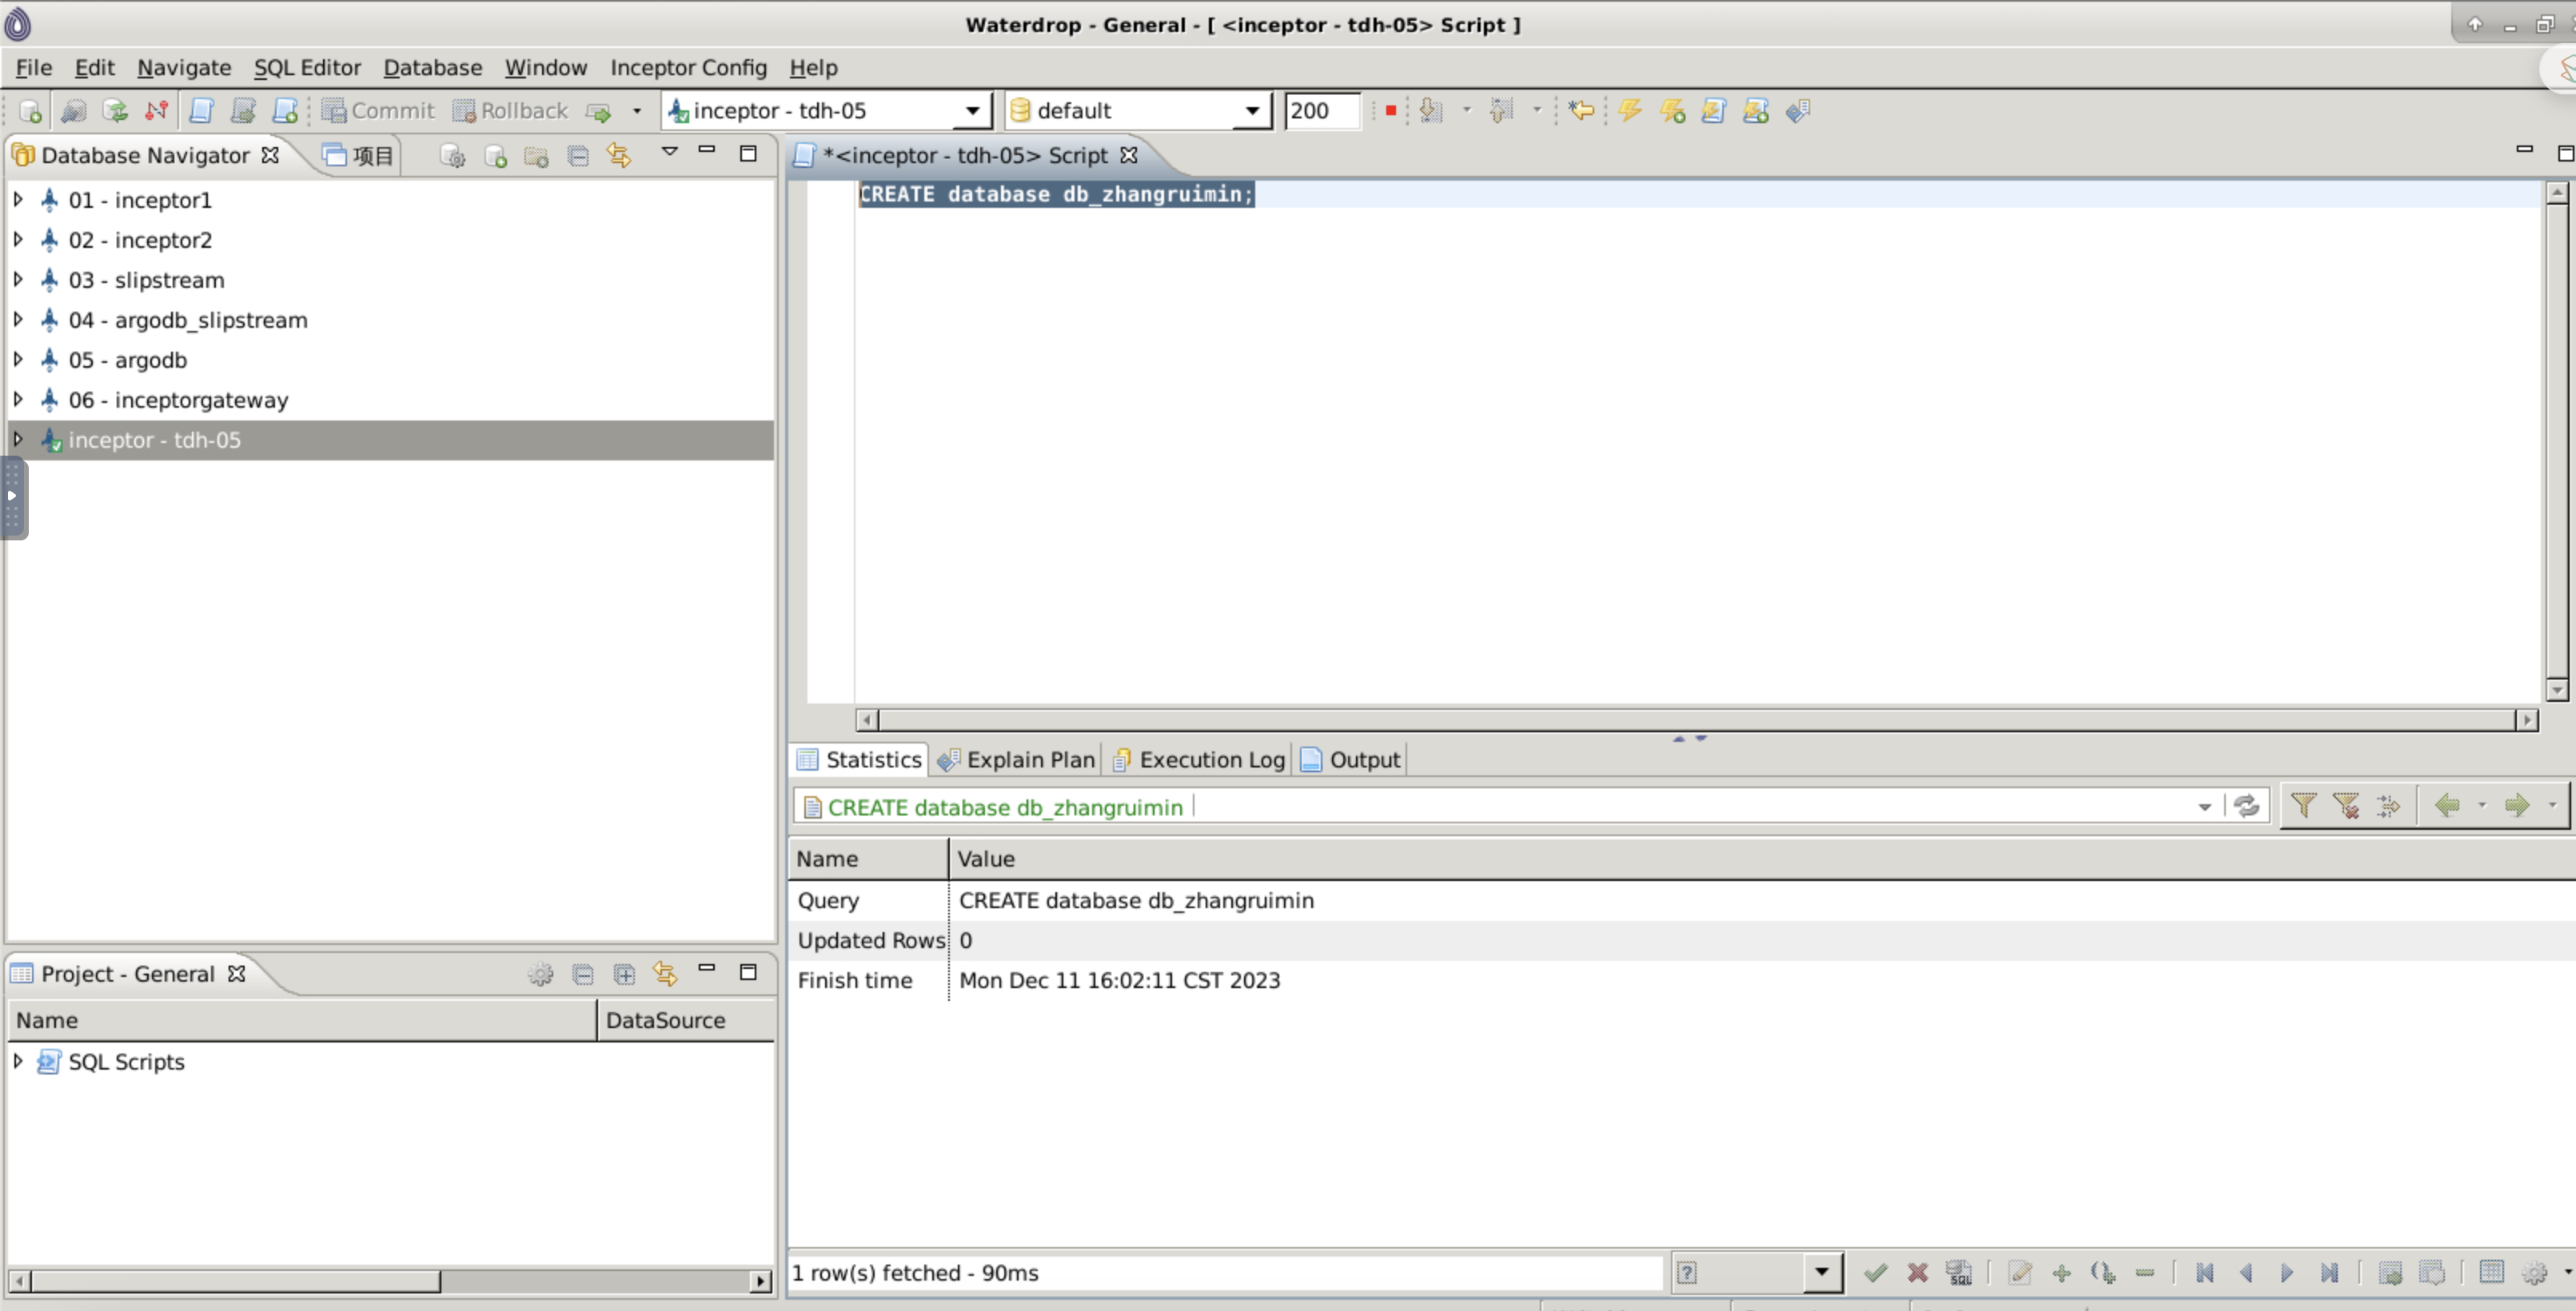 Waterdrop - General - [ <inceptor - tdh-05> Script ]
File Edit Navigate SQL Editor Database Window Inceptor Config Help
Commit Rollback inceptor - tdh-05 default 200
Database Navigator 项目
01 - inceptor1
02 - inceptor2
03 - slipstream
04 - argodb_slipstream
05 - argodb
06 - inceptorgateway
inceptor - tdh-05
*<inceptor - tdh-05> Script
CREATE database db_zhangruimin;
Statistics Explain Plan Execution Log Output
CREATE database db_zhangruimin
Name Value
Query CREATE database db_zhangruimin
Updated Rows 0
Finish time Mon Dec 11 16:02:11 CST 2023
Project - General
Name DataSource
SQL Scripts
1 row(s) fetched - 90ms
SQL